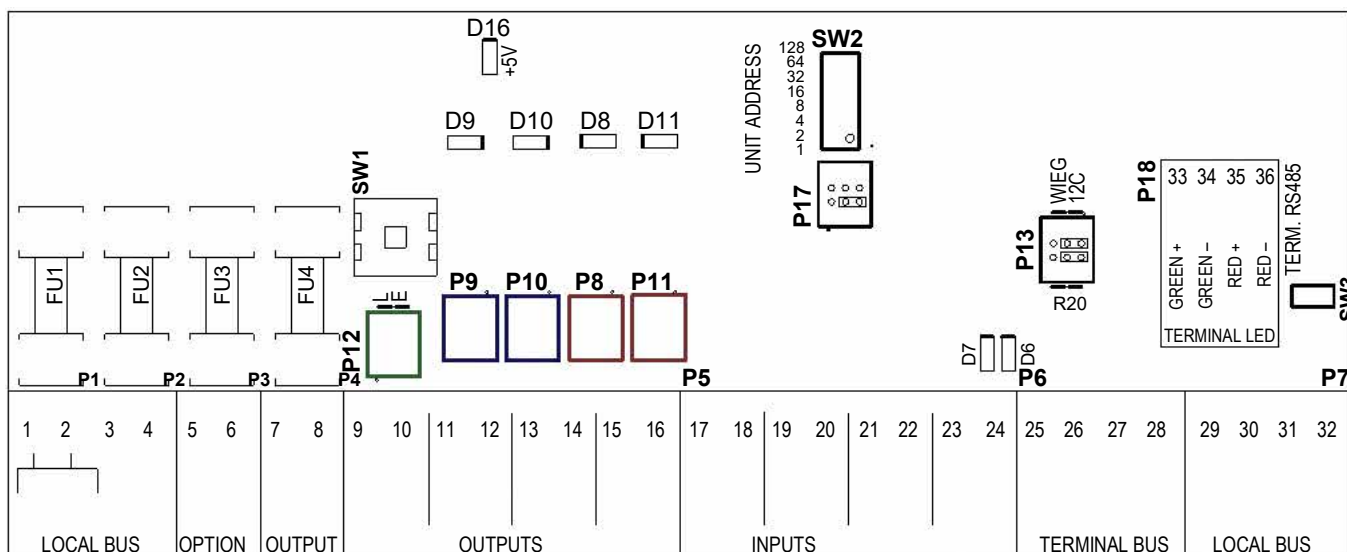 D16
+5V
D9 D10 D8 D11
UNIT ADDRESS
SW2
128
64
32
16
8
4
2
1
P17
SW1
FU1 FU2 FU3 FU4
P12
L
E
P9 P10 P8 P11
P13
WIEG
12C
R20
D7 D6
P18
33 34 35 36
GREEN +
GREEN –
RED +
RED –
TERMINAL LED
TERM. RS485
SW3
P1 P2 P3 P4 P5 P6 P7
1 2 3 4 5 6 7 8 9 10 11 12 13 14 15 16 17 18 19 20 21 22 23 24 25 26 27 28 29 30 31 32
LOCAL BUS OPTION OUTPUT OUTPUTS INPUTS TERMINAL BUS LOCAL BUS